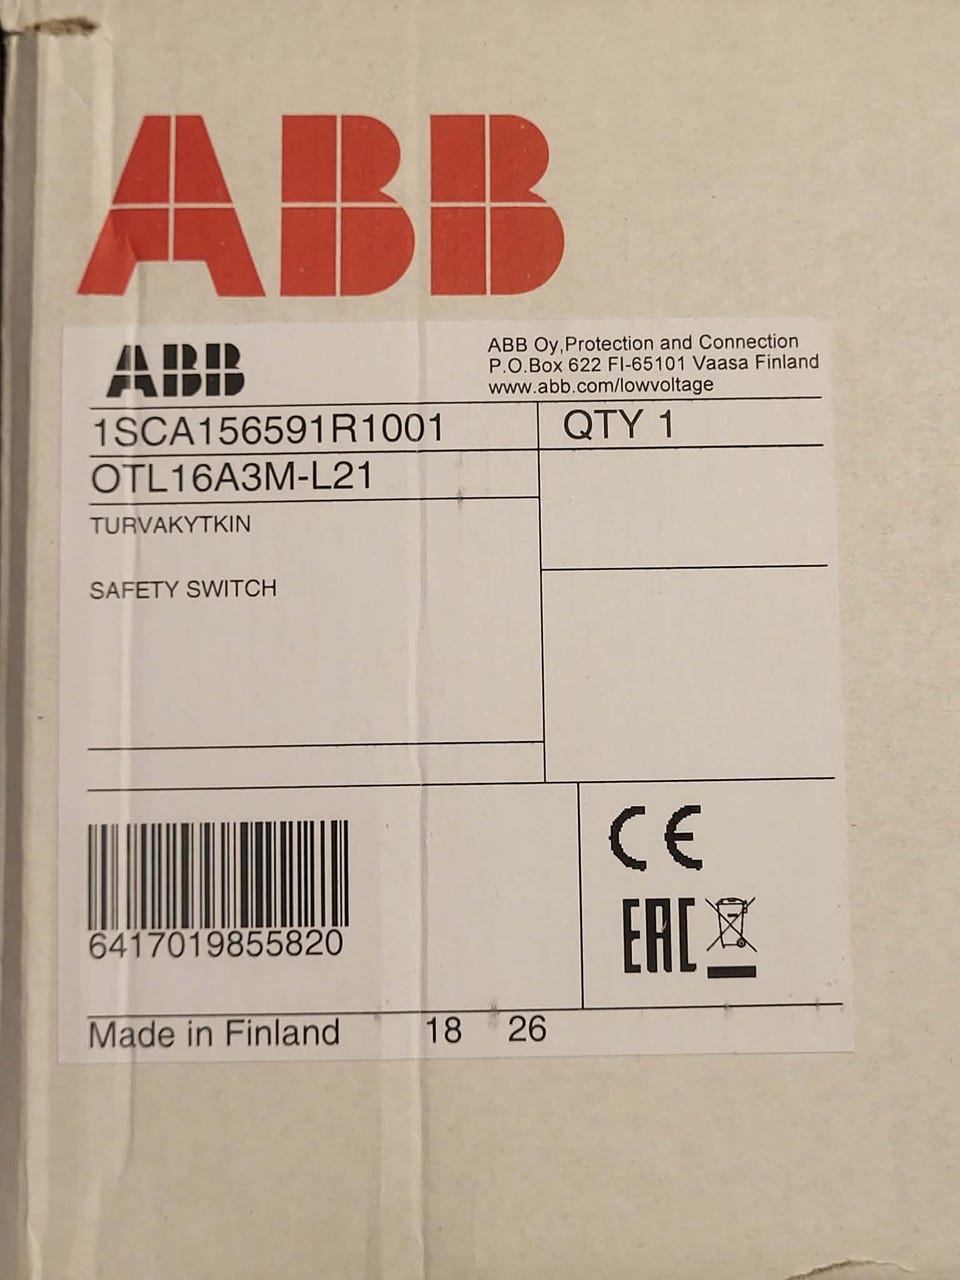 ABB
ABB
ABB Oy,Protection and Connection
P.O.Box 622 FI-65101 Vaasa Finland
www.abb.com/lowvoltage
1SCA156591R1001
QTY 1
OTL16A3M-L21
TURVAKYTKIN
SAFETY SWITCH
CE
EAC
6417019855820
Made in Finland 18 26